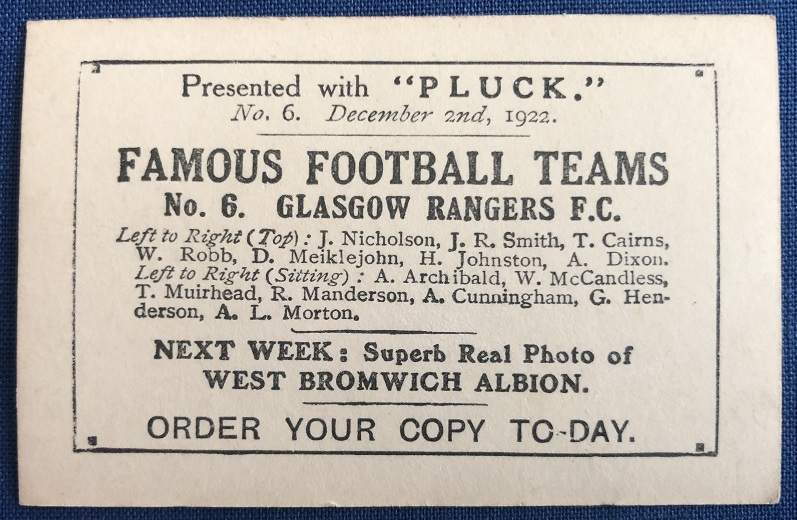 Presented with "PLUCK."
No. 6. December 2nd, 1922.
FAMOUS FOOTBALL TEAMS
No. 6. GLASGOW RANGERS F.C.
Left to Right (Top) : J. Nicholson, J. R. Smith, T. Cairns,
W. Robb, D. Meiklejohn, H. Johnston, A. Dixon.
Left to Right (Sitting) : A. Archibald, W. McCandless,
T. Muirhead, R. Manderson, A. Cunningham, G. Hen-
derson, A. L. Morton.
NEXT WEEK: Superb Real Photo of
WEST BROMWICH ALBION.
ORDER YOUR COPY TO-DAY.